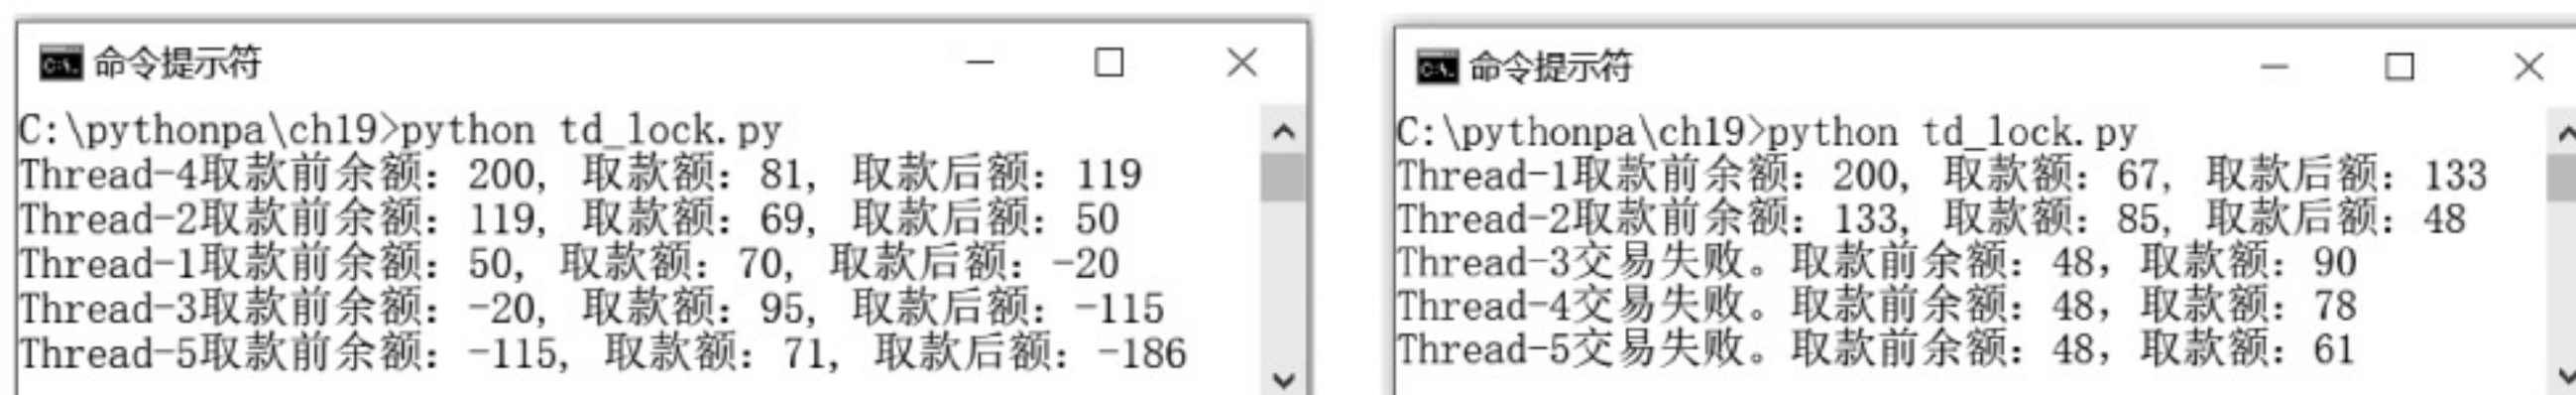 命令提示符
C:\pythonpa\ch19>python td_lock.py
Thread-4取款前余额：200, 取款额：81, 取款后额：119
Thread-2取款前余额：119, 取款额：69, 取款后额：50
Thread-1取款前余额：50, 取款额：70, 取款后额：-20
Thread-3取款前余额：-20, 取款额：95, 取款后额：-115
Thread-5取款前余额：-115, 取款额：71, 取款后额：-186
命令提示符
C:\pythonpa\ch19>python td_lock.py
Thread-1取款前余额：200, 取款额：67, 取款后额：133
Thread-2取款前余额：133, 取款额：85, 取款后额：48
Thread-3交易失败。取款前余额：48，取款额：90
Thread-4交易失败。取款前余额：48，取款额：78
Thread-5交易失败。取款前余额：48，取款额：61